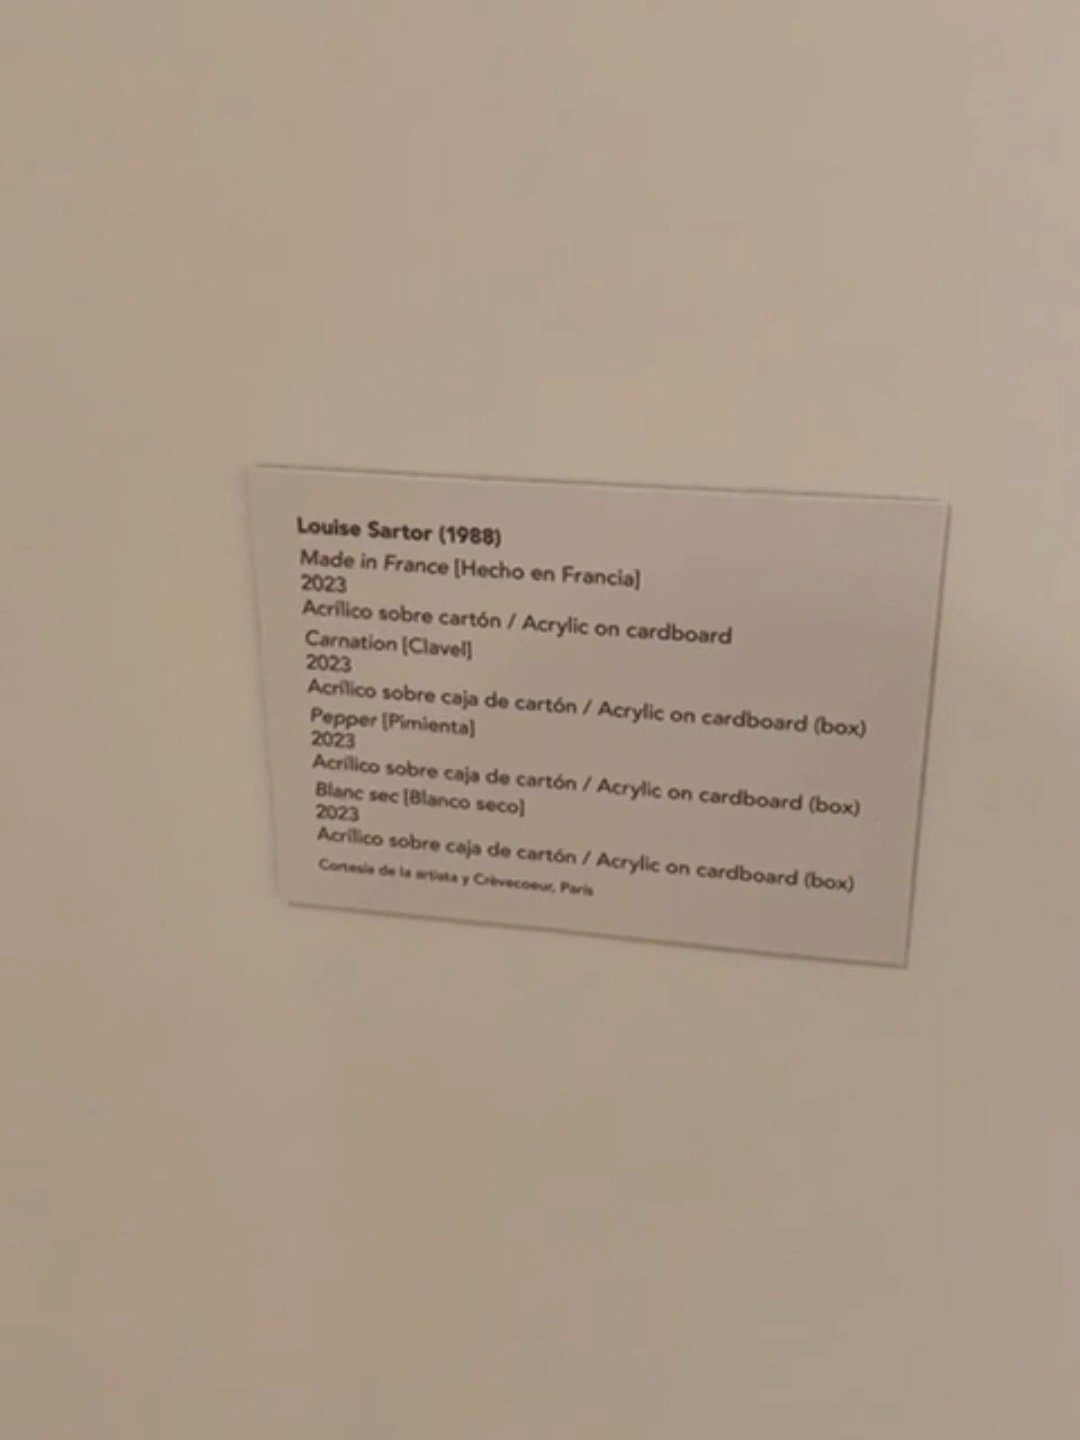 Louise Sartor (1988)
Made in France [Hecho en Francia]
2023
Acrílico sobre cartón / Acrylic on cardboard
Carnation [Clavel]
2023
Acrílico sobre caja de cartón / Acrylic on cardboard (box)
Pepper [Pimienta]
2023
Acrílico sobre caja de cartón / Acrylic on cardboard (box)
Blanc sec [Blanco seco]
2023
Acrílico sobre caja de cartón / Acrylic on cardboard (box)
Cortesía de la artista y Crèvecoeur, París